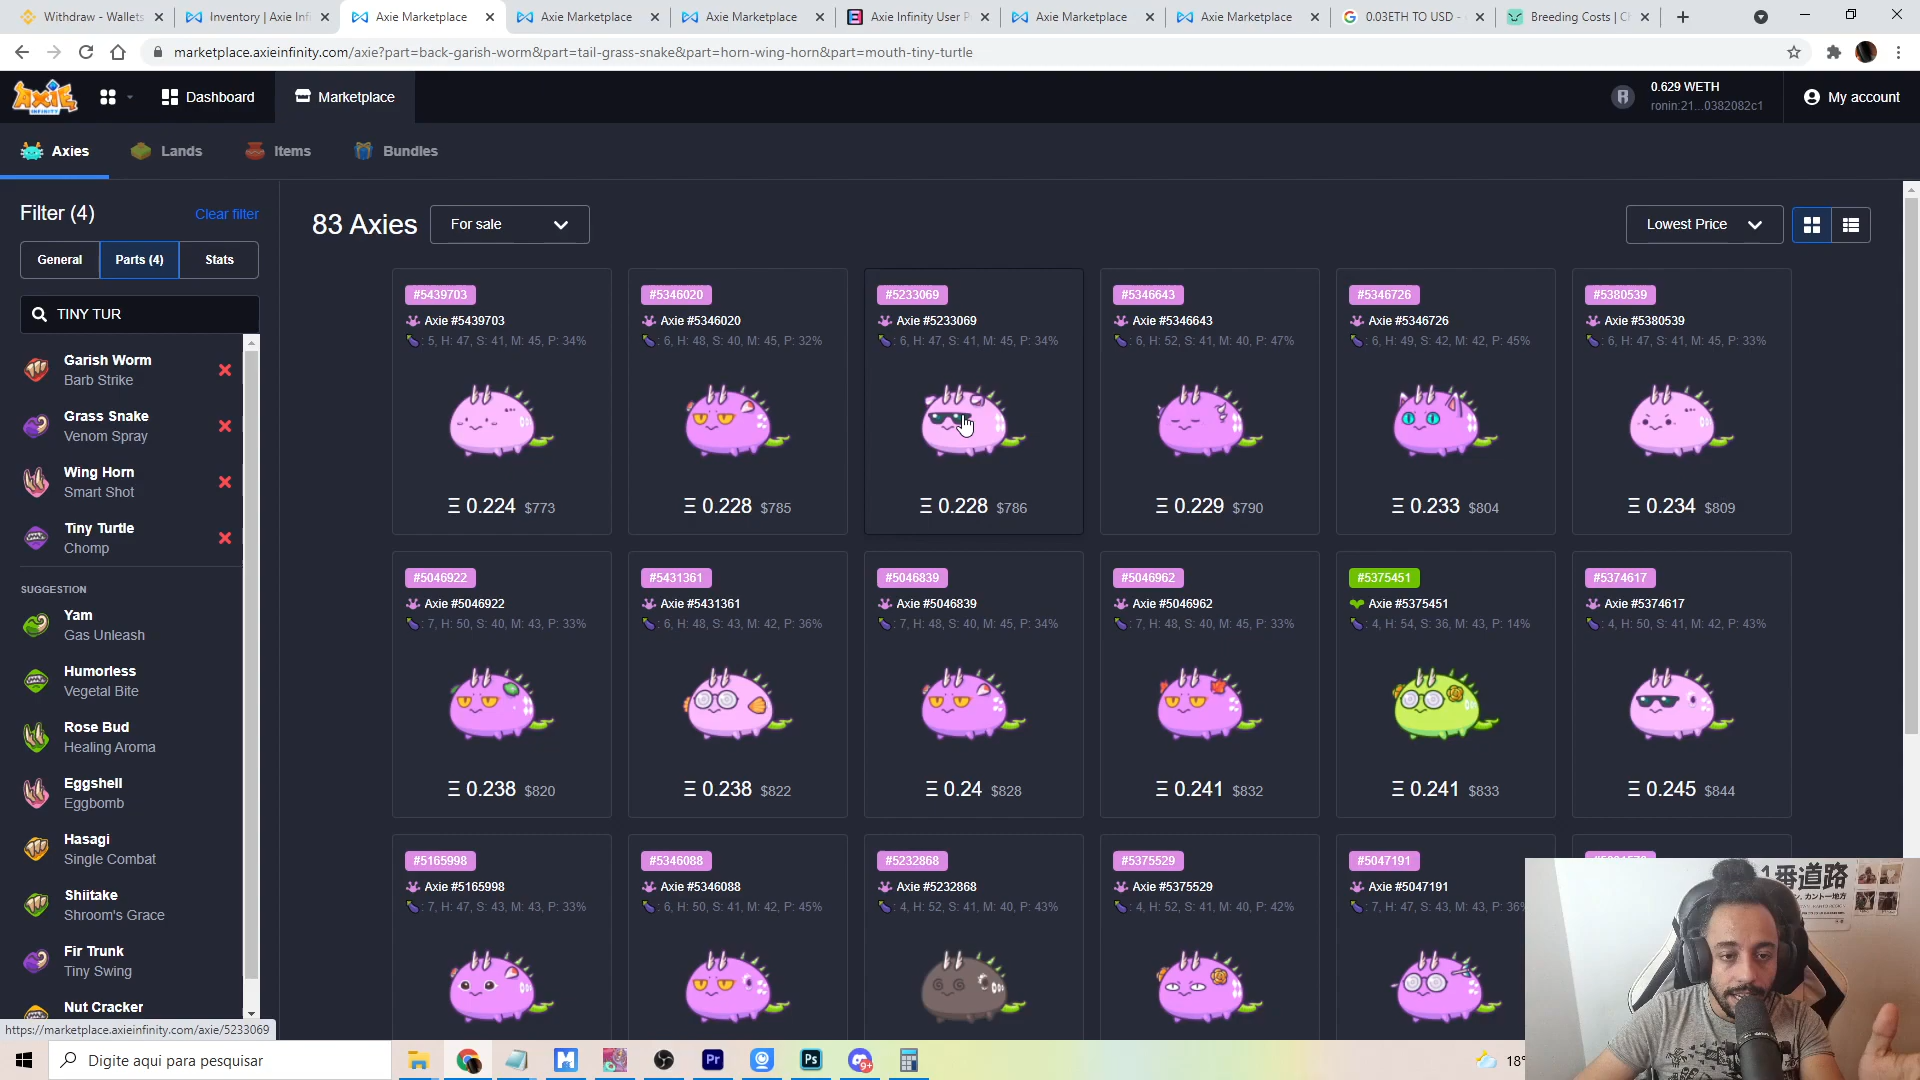 Withdraw - Wallets
Inventory | Axie Infi
Axie Marketplace
Axie Marketplace
Axie Marketplace
Axie Infinity User P
Axie Marketplace
Axie Marketplace
0.03ETH TO USD -
Breeding Costs | Ch
marketplace.axieinfinity.com/axie?part=back-garish-worm&part=tail-grass-snake&part=horn-wing-horn&part=mouth-tiny-turtle
AXIE INFINITY
Dashboard
Marketplace
0.629 WETH
ronin:21...0382082c1
My account
Axies
Lands
Items
Bundles
Filter (4)
Clear filter
General
Parts (4)
Stats
TINY TUR
Garish Worm
Barb Strike
Grass Snake
Venom Spray
Wing Horn
Smart Shot
Tiny Turtle
Chomp
SUGGESTION
Yam
Gas Unleash
Humorless
Vegetal Bite
Rose Bud
Healing Aroma
Eggshell
Eggbomb
Hasagi
Single Combat
Shiitake
Shroom's Grace
Fir Trunk
Tiny Swing
Nut Cracker
83 Axies
For sale
Lowest Price
#5439703
Axie #5439703
: 5, H: 47, S: 41, M: 45, P: 34%
Ξ 0.224 $773
#5346020
Axie #5346020
: 6, H: 48, S: 40, M: 45, P: 32%
Ξ 0.228 $785
#5233069
Axie #5233069
: 6, H: 47, S: 41, M: 45, P: 34%
Ξ 0.228 $786
#5346643
Axie #5346643
: 6, H: 52, S: 41, M: 40, P: 47%
Ξ 0.229 $790
#5346726
Axie #5346726
: 6, H: 49, S: 42, M: 42, P: 45%
Ξ 0.233 $804
#5380539
Axie #5380539
: 6, H: 47, S: 41, M: 45, P: 33%
Ξ 0.234 $809
#5046922
Axie #5046922
: 7, H: 50, S: 40, M: 43, P: 33%
Ξ 0.238 $820
#5431361
Axie #5431361
: 6, H: 48, S: 43, M: 42, P: 36%
Ξ 0.238 $822
#5046839
Axie #5046839
: 7, H: 48, S: 40, M: 45, P: 34%
Ξ 0.24 $828
#5046962
Axie #5046962
: 7, H: 48, S: 40, M: 45, P: 33%
Ξ 0.241 $832
#5375451
Axie #5375451
: 4, H: 54, S: 36, M: 43, P: 14%
Ξ 0.241 $833
#5374617
Axie #5374617
: 4, H: 50, S: 41, M: 42, P: 43%
Ξ 0.245 $844
#5165998
Axie #5165998
: 7, H: 47, S: 43, M: 43, P: 33%
#5346088
Axie #5346088
: 6, H: 50, S: 41, M: 42, P: 45%
#5232868
Axie #5232868
: 4, H: 52, S: 41, M: 40, P: 43%
#5375529
Axie #5375529
: 4, H: 52, S: 41, M: 40, P: 42%
#5047191
Axie #5047191
: 7, H: 47, S: 43, M: 43, P: 36%
1番道路
https://marketplace.axieinfinity.com/axie/5233069
Digite aqui para pesquisar
18°